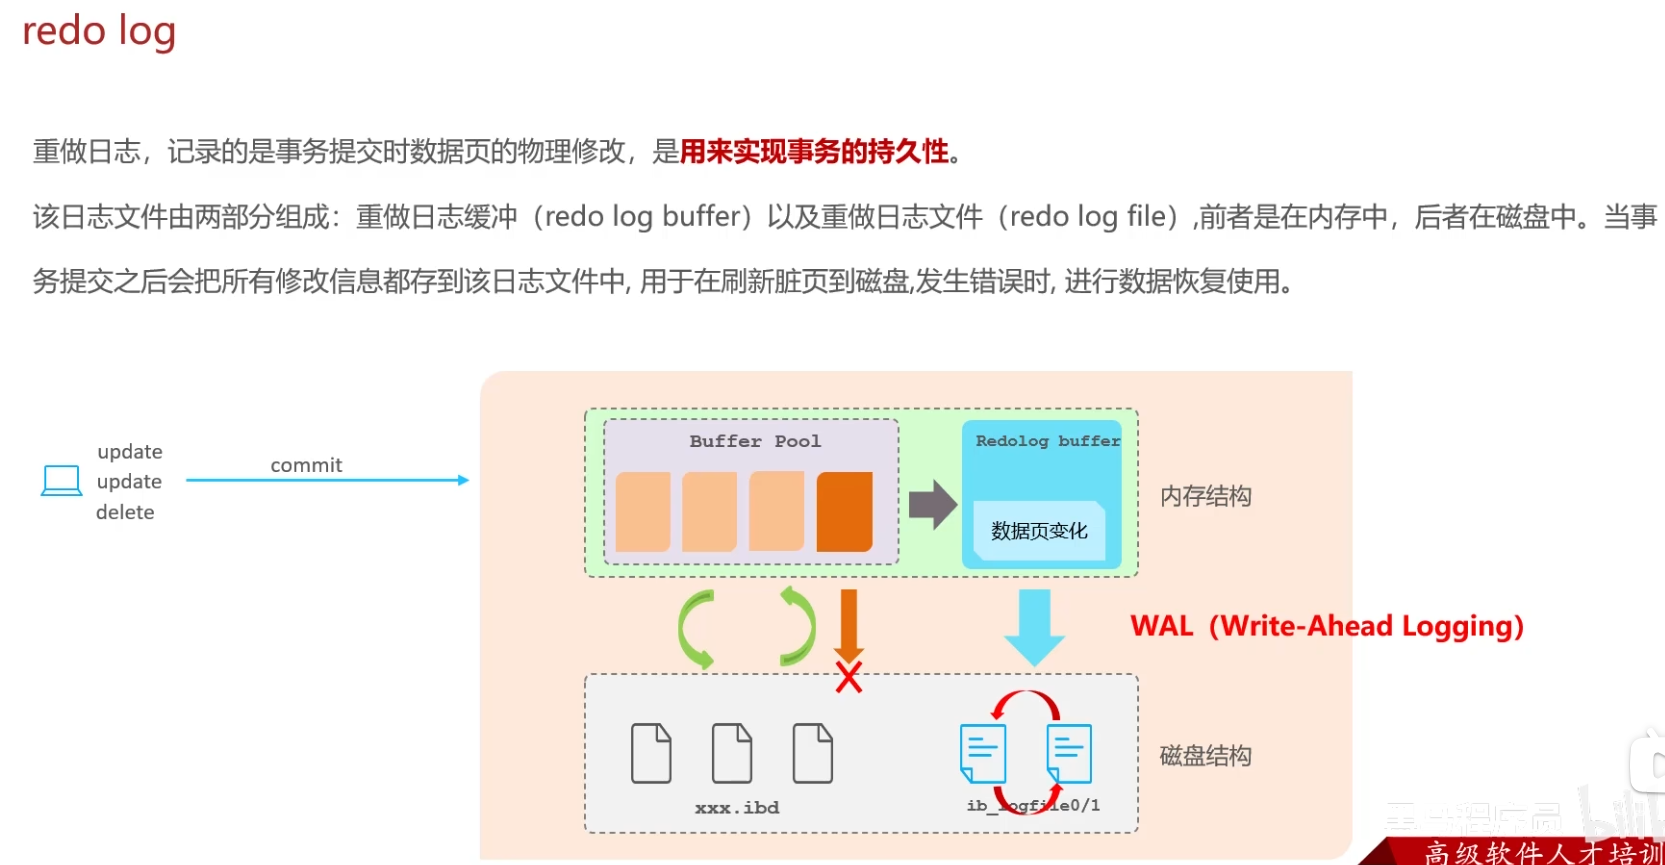 redo log
重做日志，记录的是事务提交时数据页的物理修改，是用来实现事务的持久性。
该日志文件由两部分组成：重做日志缓冲（redo log buffer）以及重做日志文件（redo log file）,前者是在内存中，后者在磁盘中。当事
务提交之后会把所有修改信息都存到该日志文件中, 用于在刷新脏页到磁盘,发生错误时, 进行数据恢复使用。
update
update
delete
commit
Buffer Pool
Redolog buffer
数据页变化
内存结构
WAL（Write-Ahead Logging）
xxx.ibd
ib_logfile0/1
磁盘结构
高级软件人才培训